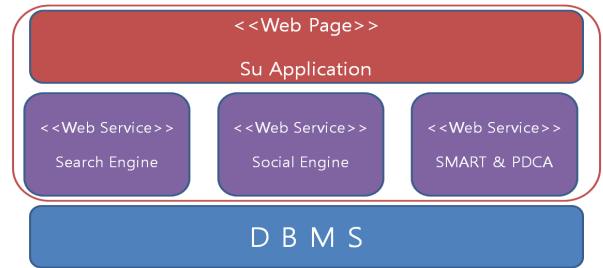 <<Web Page>>
Su Application
<<Web Service>>
Search Engine
<<Web Service>>
Social Engine
<<Web Service>>
SMART & PDCA
D B M S